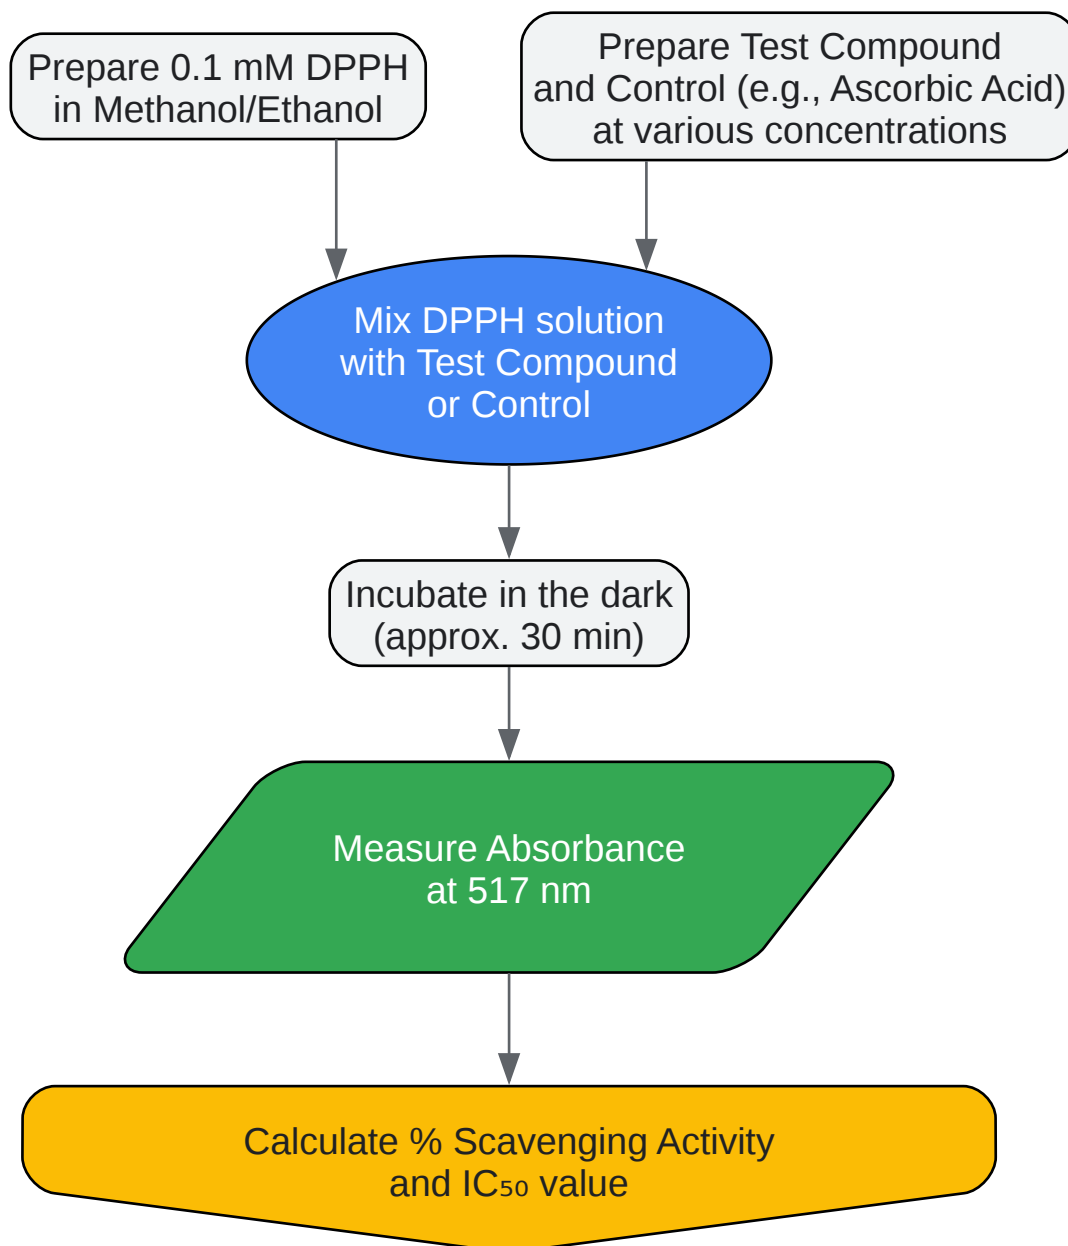 Prepare 0.1 mM DPPH
in Methanol/Ethanol
Prepare Test Compound
and Control (e.g., Ascorbic Acid)
at various concentrations
Mix DPPH solution
with Test Compound
or Control
Incubate in the dark
(approx. 30 min)
Measure Absorbance
at 517 nm
Calculate % Scavenging Activity
and IC₅₀ value